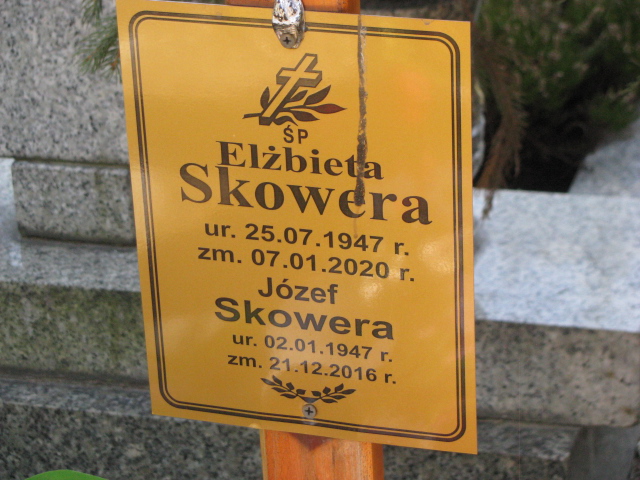 ŚP
Elżbieta
Skowera
ur. 25.07.1947 r.
zm. 07.01.2020 r.
Józef
Skowera
ur. 02.01.1947 r.
zm. 21.12.2016 r.